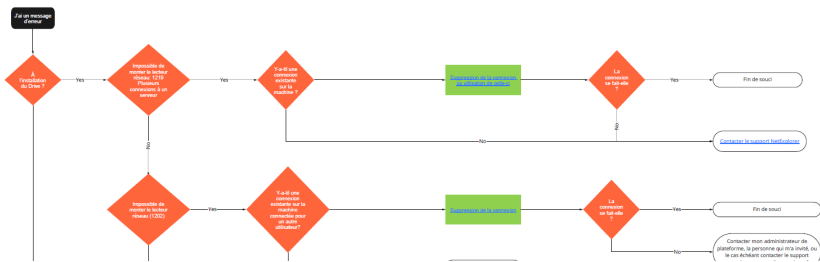 J'ai un message
d'erreur
À
l'installation
du Drive ?
Yes
Impossible de
monter le lecteur
réseau: 1219
Plusieurs
connexions à un
serveur
Yes
Y-a-til une
connexion
existante
sur la
machine ?
Suppression de la connexion
ou utilisation de celle-ci
La
connexion
se fait-elle
?
Yes
Fin de souci
No
No
No
Contacter le support NetExplorer
Impossible de
monter le lecteur
réseau (1202)
Yes
Y-a-til une
connexion
existante sur la
machine
connectée pour
un autre
utilisateur?
Suppression de la connexion
La
connexion
se fait-elle
?
Yes
Fin de souci
No
Contacter mon administrateur de
plateforme, la personne qui m'a invité, ou
le cas échéant contacter le support